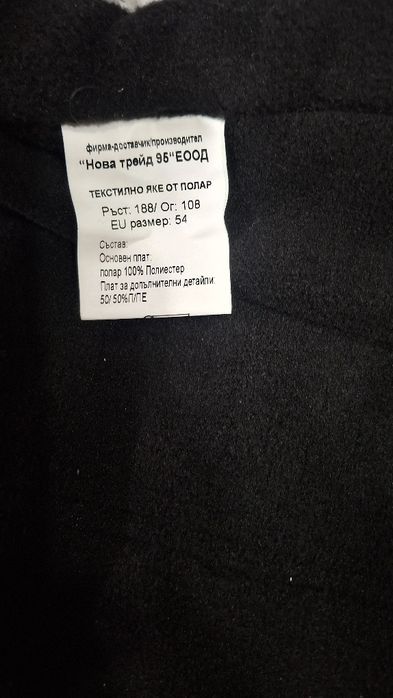 фирма-доставчик/производител
"Нова трейд 95"ЕООД
ТЕКСТИЛНО ЯКЕ ОТ ПОЛАР
Ръст: 188/ Ог: 108
EU размер: 54
Състав:
Основен плат:
полар 100% Полиестер
Плат за допълнителни детайли:
50/ 50%П/ПЕ